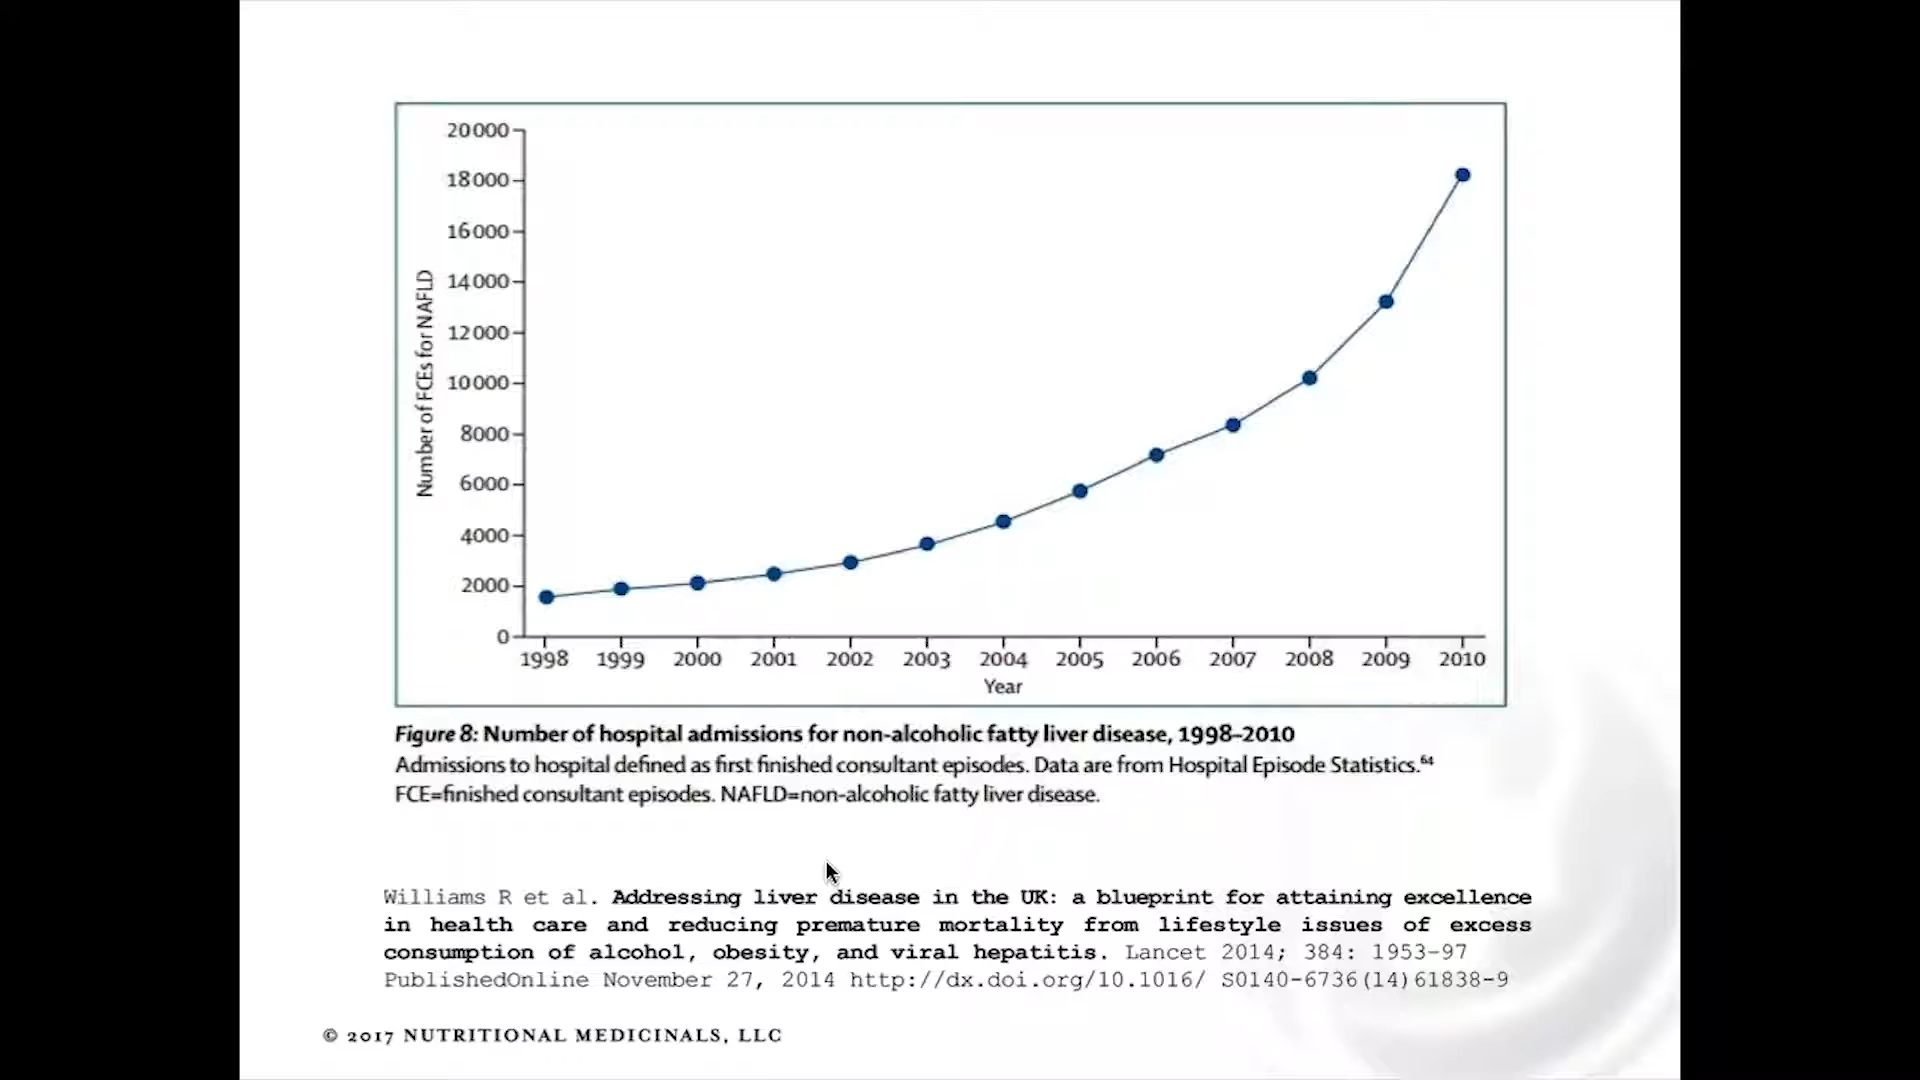 20000
18000
16000
14000
12000
10000
8000
6000
4000
2000
0
Number of FCEs for NAFLD
1998 1999 2000 2001 2002 2003 2004 2005 2006 2007 2008 2009 2010
Year
Figure 8: Number of hospital admissions for non-alcoholic fatty liver disease, 1998–2010
Admissions to hospital defined as first finished consultant episodes. Data are from Hospital Episode Statistics.⁶⁴
FCE=finished consultant episodes. NAFLD=non-alcoholic fatty liver disease.
Williams R et al. Addressing liver disease in the UK: a blueprint for attaining excellence
in health care and reducing premature mortality from lifestyle issues of excess
consumption of alcohol, obesity, and viral hepatitis. Lancet 2014; 384: 1953–97
PublishedOnline November 27, 2014 http://dx.doi.org/10.1016/ S0140-6736(14)61838-9
© 2017 NUTRITIONAL MEDICINALS, LLC